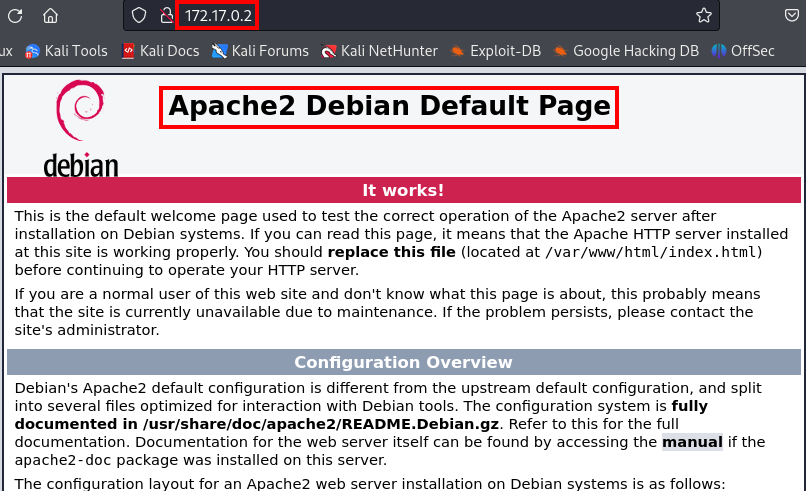 172.17.0.2
ux Kali Tools Kali Docs Kali Forums Kali NetHunter Exploit-DB Google Hacking DB OffSec
Apache2 Debian Default Page
debian
It works!
This is the default welcome page used to test the correct operation of the Apache2 server after
installation on Debian systems. If you can read this page, it means that the Apache HTTP server installed
at this site is working properly. You should replace this file (located at /var/www/html/index.html)
before continuing to operate your HTTP server.
If you are a normal user of this web site and don't know what this page is about, this probably means
that the site is currently unavailable due to maintenance. If the problem persists, please contact the
site's administrator.
Configuration Overview
Debian's Apache2 default configuration is different from the upstream default configuration, and split
into several files optimized for interaction with Debian tools. The configuration system is fully
documented in /usr/share/doc/apache2/README.Debian.gz. Refer to this for the full
documentation. Documentation for the web server itself can be found by accessing the manual if the
apache2-doc package was installed on this server.
The configuration layout for an Apache2 web server installation on Debian systems is as follows: